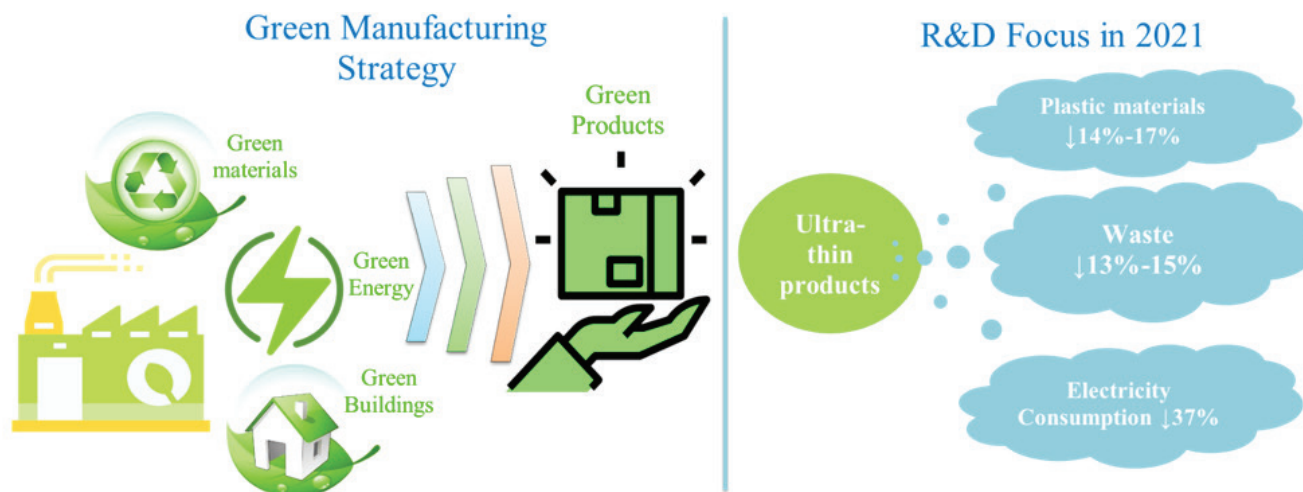 Green Manufacturing
Strategy
Green
materials
Green
Energy
Green
Buildings
Green
Products
R&D Focus in 2021
Ultra-
thin
products
Plastic materials
↓14%-17%
Waste
↓13%-15%
Electricity
Consumption ↓37%